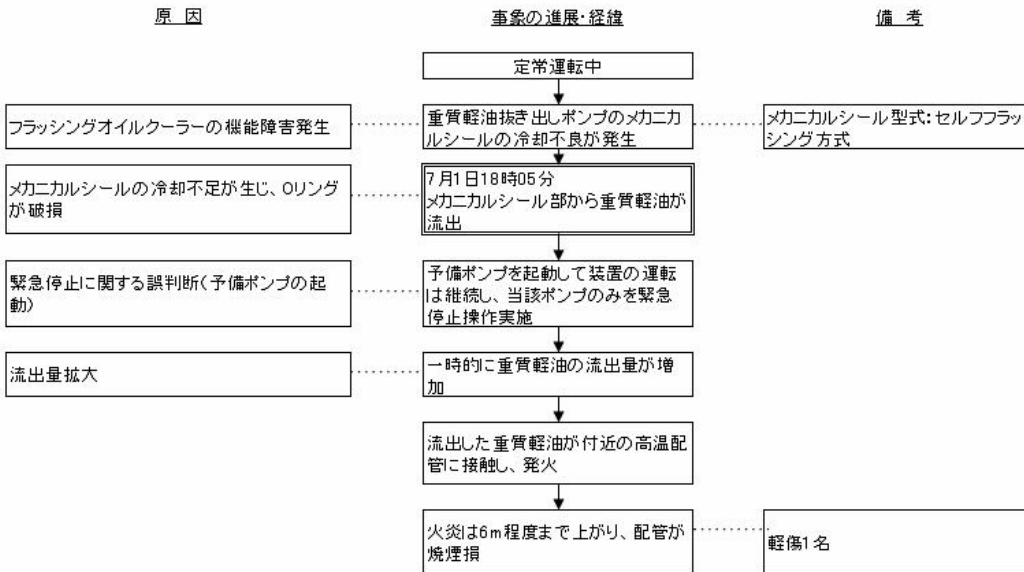 原 因
事象の進展・経緯
備 考
定常運転中
フラッシングオイルクーラーの機能障害発生
重質軽油抜き出しポンプのメカニカ
ルシールの冷却不良が発生
メカニカルシール型式:セルフフラッ
シング方式
メカニカルシールの冷却不足が生じ、Oリング
が破損
7月1日18時05分
メカニカルシール部から重質軽油が
流出
緊急停止に関する誤判断(予備ポンプの起
動)
予備ポンプを起動して装置の運転
は継続し、当該ポンプのみを緊急
停止操作実施
流出量拡大
一時的に重質軽油の流出量が増
加
流出した重質軽油が付近の高温配
管に接触し、発火
火炎は6m程度まで上がり、配管が
焼煙損
軽傷1名